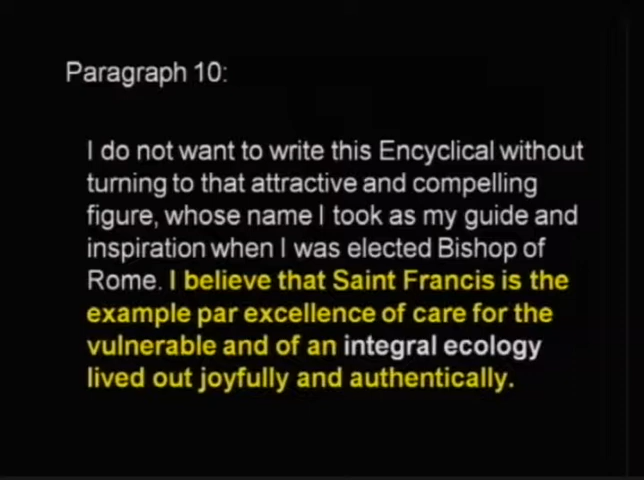 Paragraph 10:
I do not want to write this Encyclical without
turning to that attractive and compelling
figure, whose name I took as my guide and
inspiration when I was elected Bishop of
Rome. I believe that Saint Francis is the
example par excellence of care for the
vulnerable and of an integral ecology
lived out joyfully and authentically.